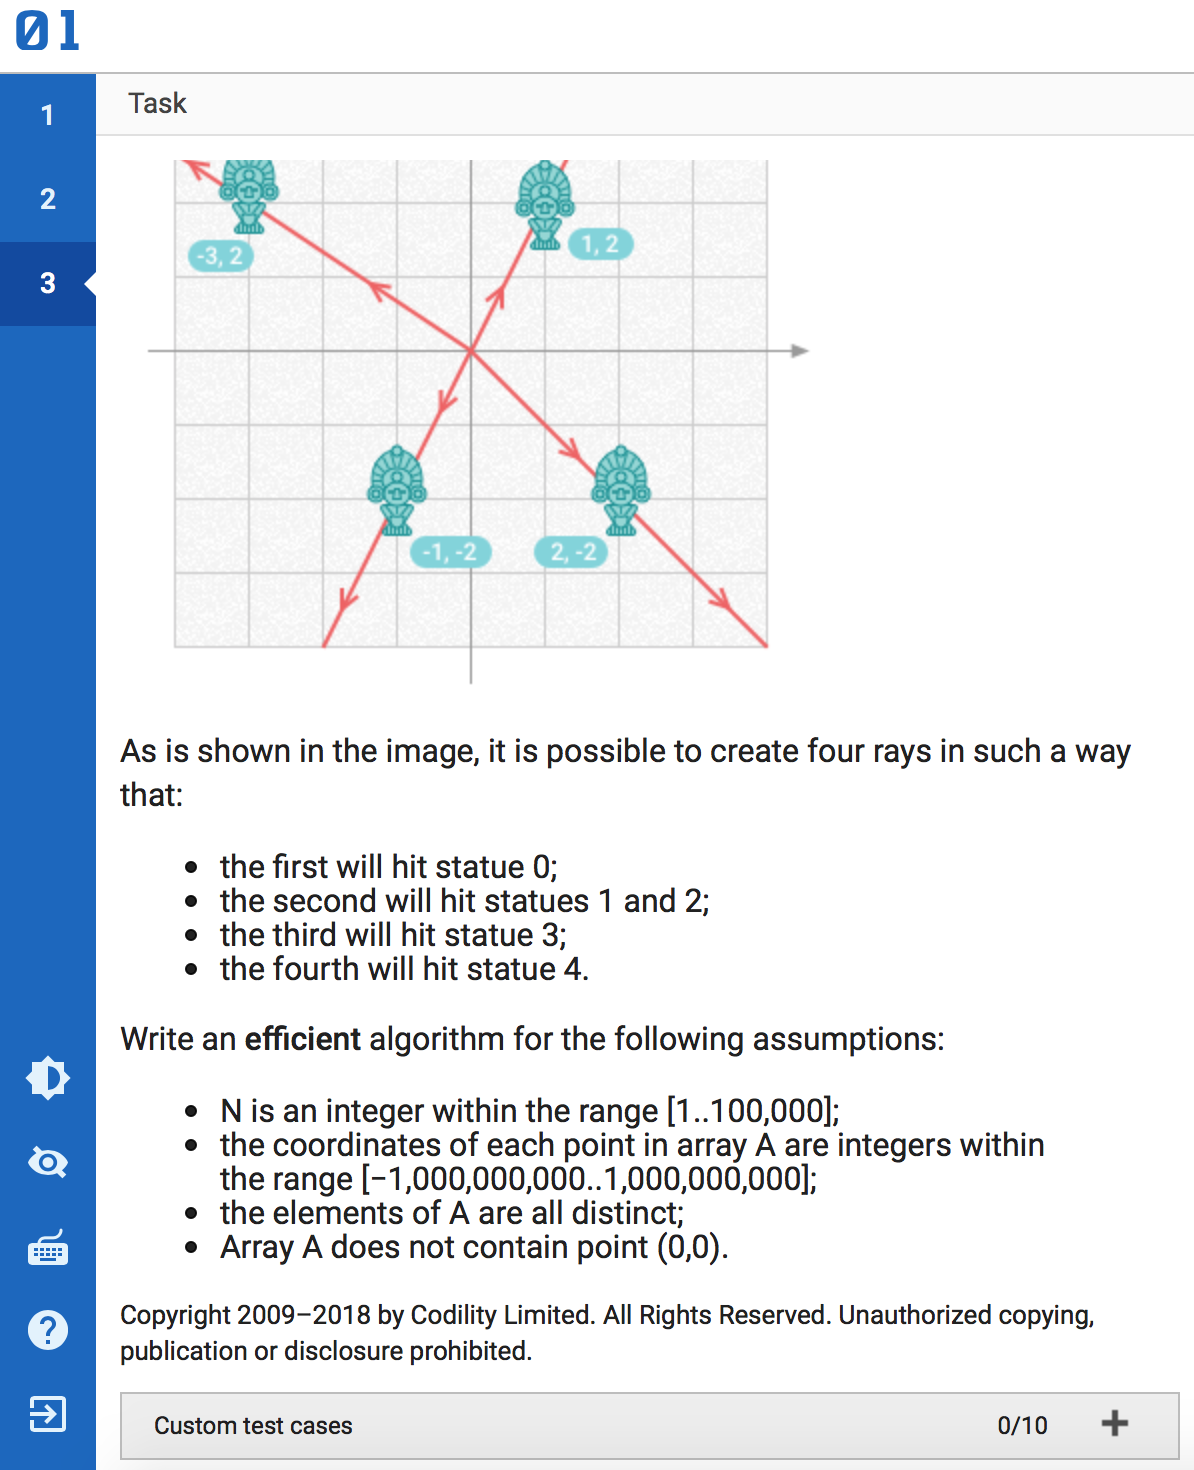 01
1
Task
2
3
-3, 2
1, 2
-1, -2
2, -2
As is shown in the image, it is possible to create four rays in such a way
that:
the first will hit statue 0;
the second will hit statues 1 and 2;
the third will hit statue 3;
the fourth will hit statue 4.
Write an efficient algorithm for the following assumptions:
N is an integer within the range [1..100,000];
the coordinates of each point in array A are integers within
the range [−1,000,000,000..1,000,000,000];
the elements of A are all distinct;
Array A does not contain point (0,0).
Copyright 2009–2018 by Codility Limited. All Rights Reserved. Unauthorized copying,
publication or disclosure prohibited.
Custom test cases 0/10